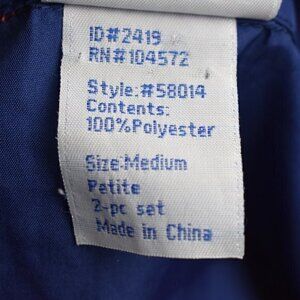 ID#2419
RN#104572
Style:#58014
Contents:
100%Polyester
Size:Medium
Petite
2-pc set
Made in China